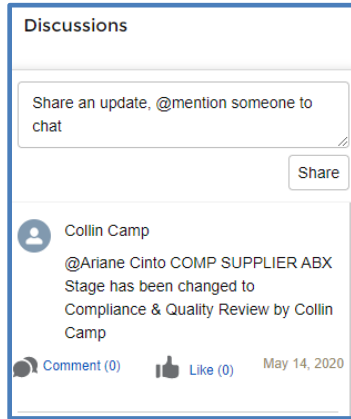 Discussions
Share an update, @mention someone to
chat
Share
Collin Camp
@Ariane Cinto COMP SUPPLIER ABX
Stage has been changed to
Compliance & Quality Review by Collin
Camp
Comment (0) Like (0) May 14, 2020